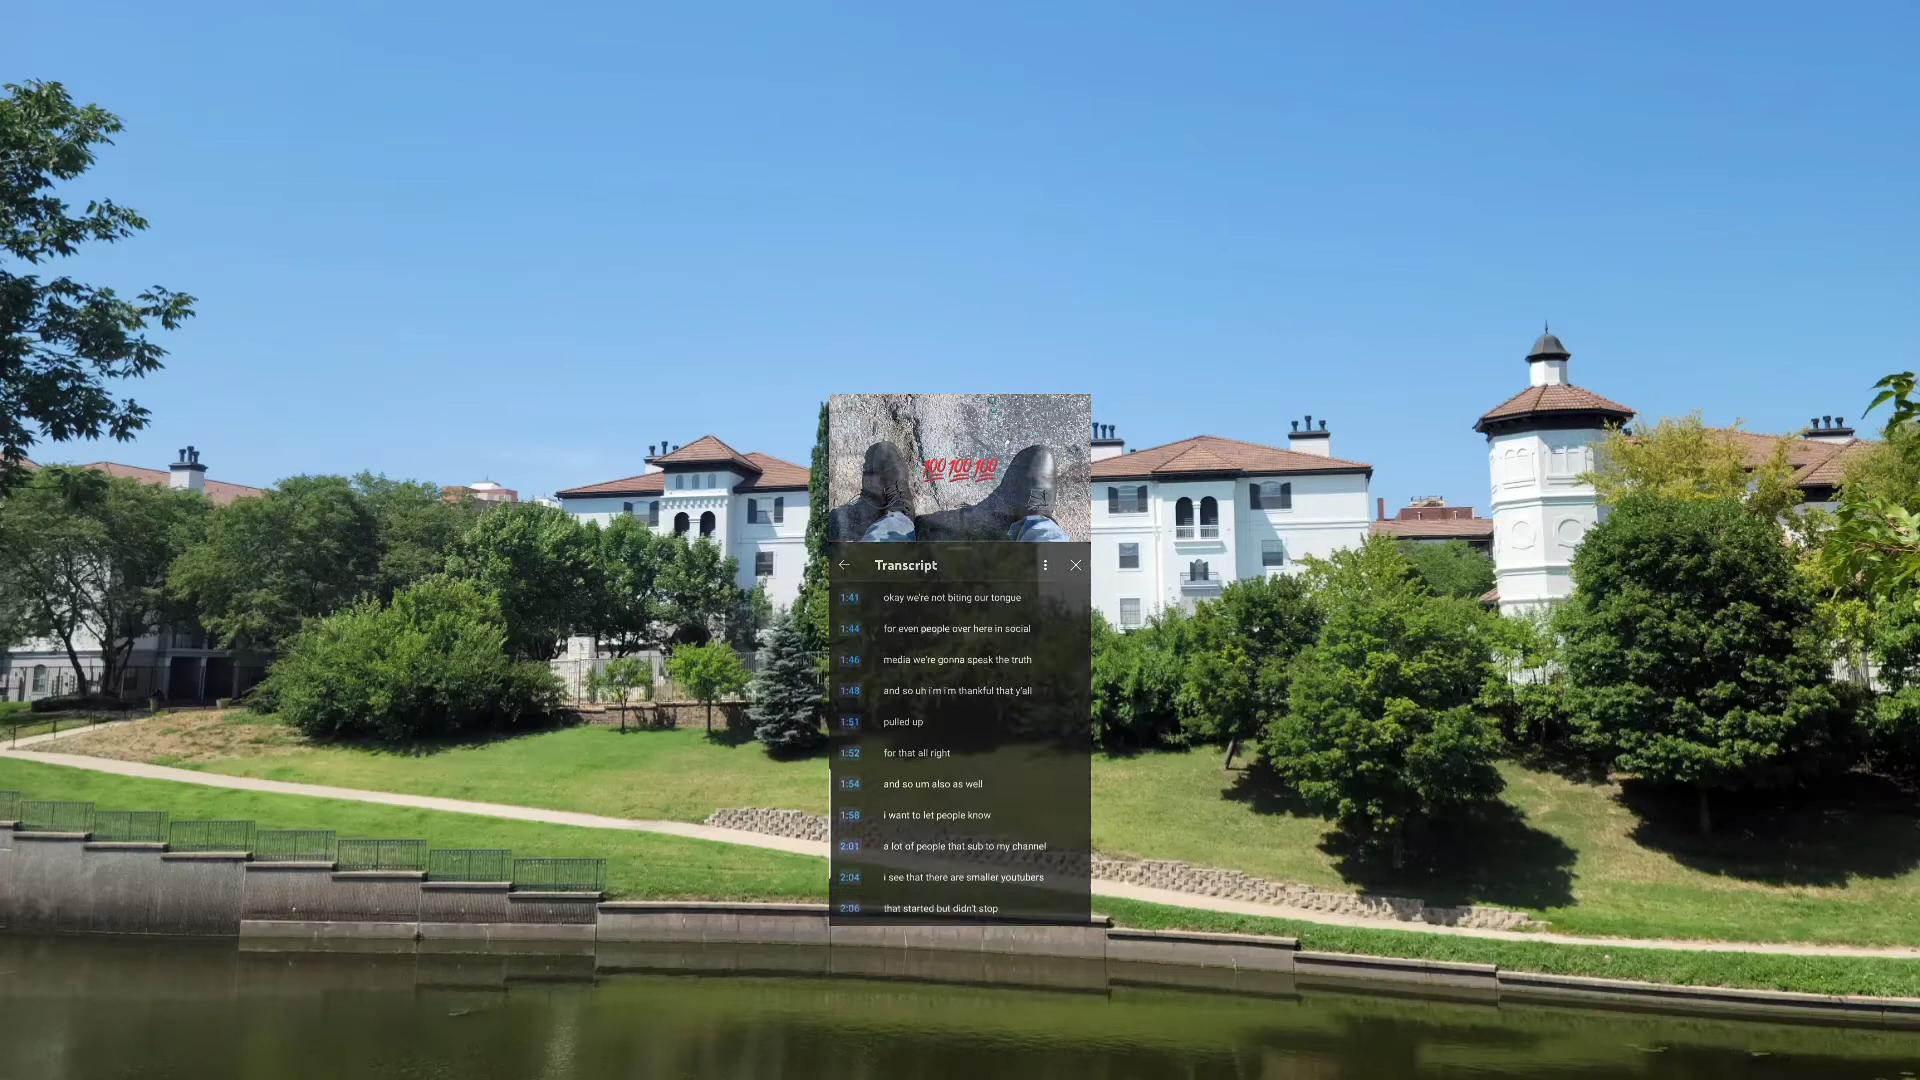 100 100 100
Transcript
1:41 okay we're not biting our tongue
1:44 for even people over here in social
1:46 media we're gonna speak the truth
1:48 and so uh i'm i'm thankful that y'all
1:51 pulled up
1:52 for that all right
1:54 and so um also as well
1:58 i want to let people know
2:01 a lot of people that sub to my channel
2:04 i see that there are smaller youtubers
2:06 that started but didn't stop